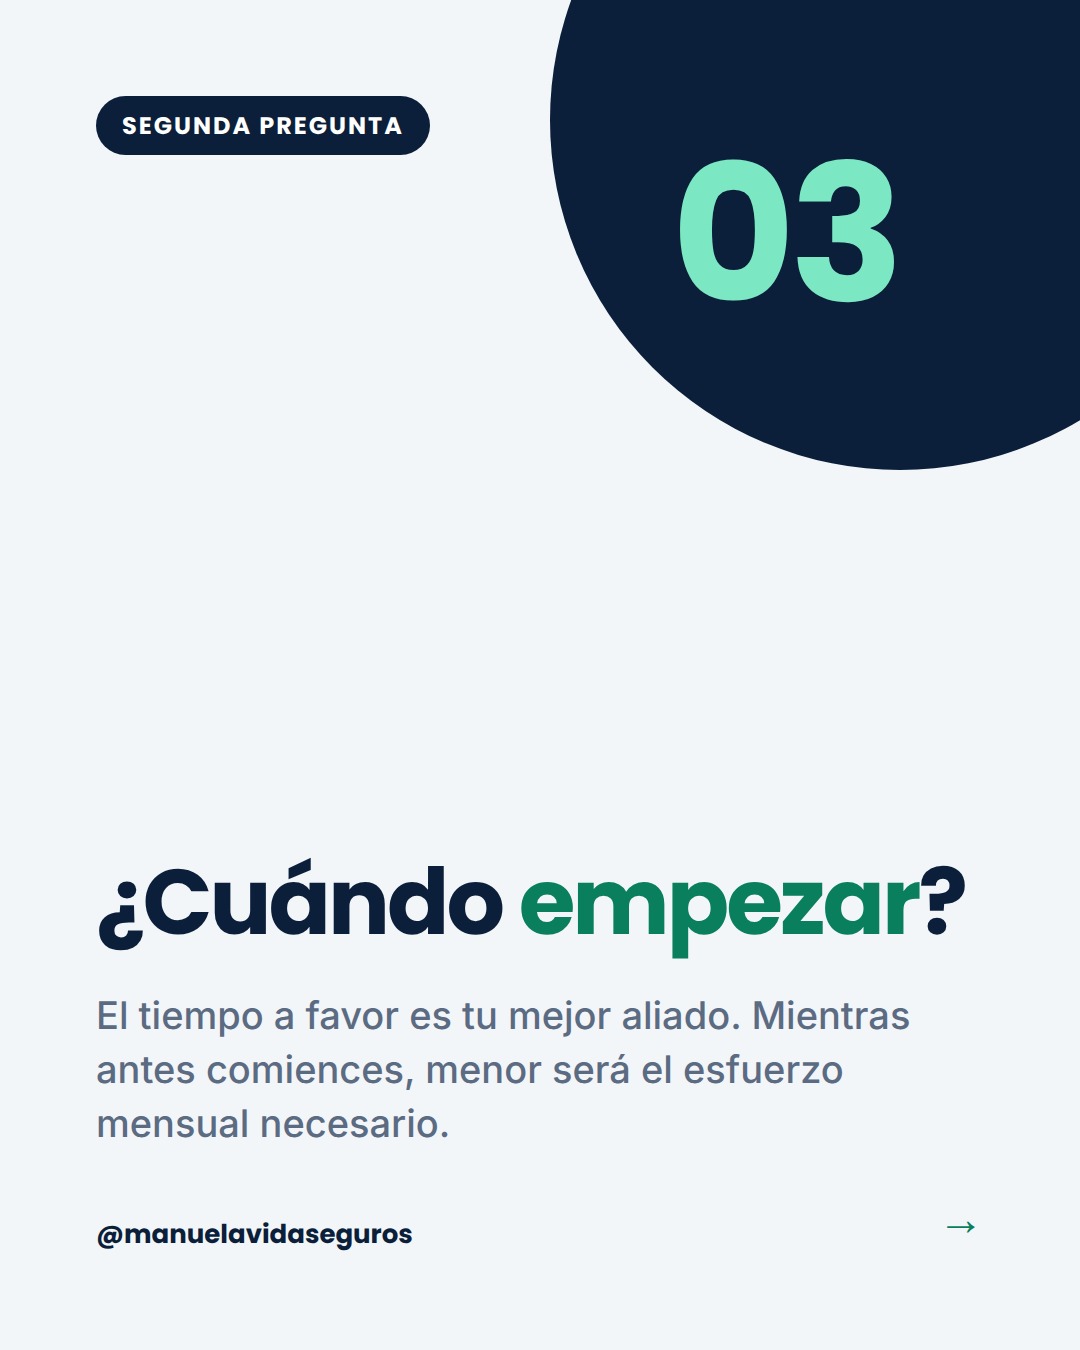 SEGUNDA PREGUNTA
03
¿Cuándo empezar?
El tiempo a favor es tu mejor aliado. Mientras
antes comiences, menor será el esfuerzo
mensual necesario.
@manuelavidaseguros
→